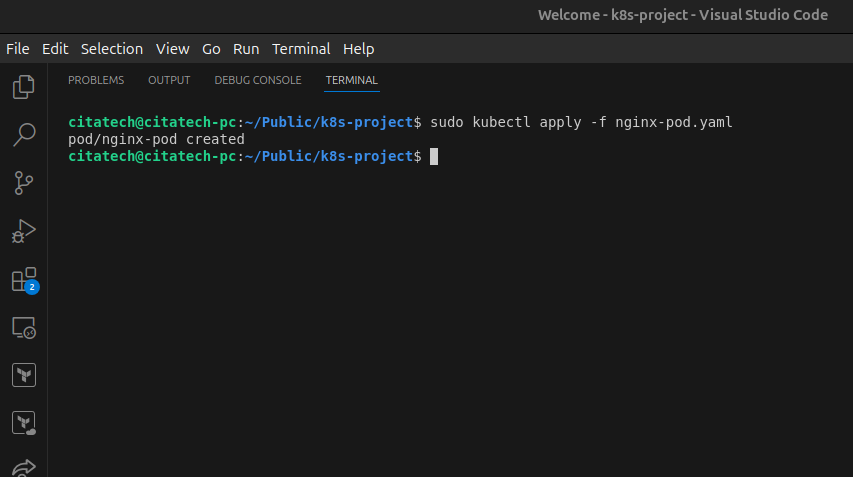 Welcome - k8s-project - Visual Studio Code
File Edit Selection View Go Run Terminal Help
PROBLEMS OUTPUT DEBUG CONSOLE TERMINAL
citatech@citatech-pc:~/Public/k8s-project$ sudo kubectl apply -f nginx-pod.yaml
pod/nginx-pod created
citatech@citatech-pc:~/Public/k8s-project$
2